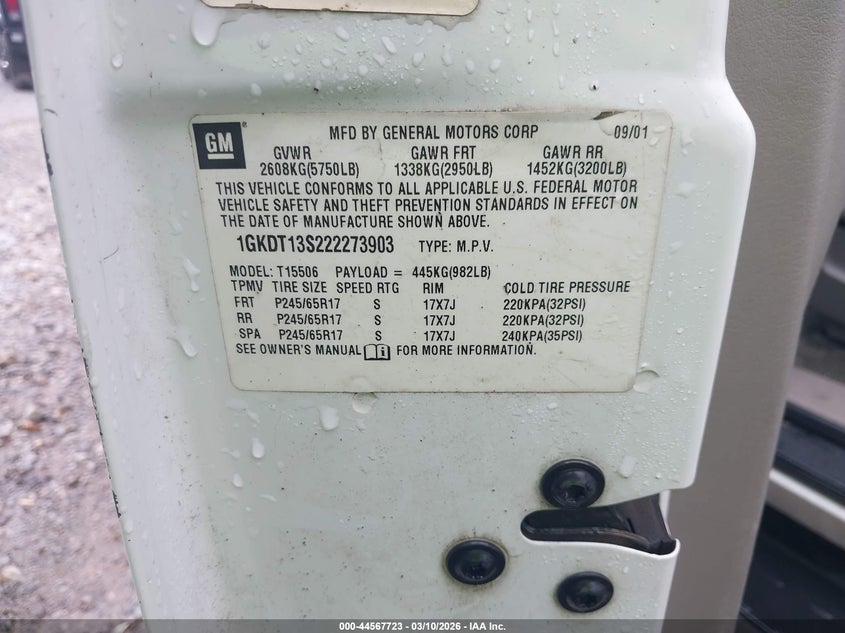 GM
MFD BY GENERAL MOTORS CORP 09/01
GVWR GAWR FRT GAWR RR
2608KG(5750LB) 1338KG(2950LB) 1452KG(3200LB)
THIS VEHICLE CONFORMS TO ALL APPLICABLE U.S. FEDERAL MOTOR
VEHICLE SAFETY AND THEFT PREVENTION STANDARDS IN EFFECT ON
THE DATE OF MANUFACTURE SHOWN ABOVE.
1GKDT13S222273903 TYPE: M.P.V.
MODEL: T15506 PAYLOAD = 445KG(982LB)
TPMV TIRE SIZE SPEED RTG RIM COLD TIRE PRESSURE
FRT P245/65R17 S 17X7J 220KPA(32PSI)
RR P245/65R17 S 17X7J 220KPA(32PSI)
SPA P245/65R17 S 17X7J 240KPA(35PSI)
SEE OWNER'S MANUAL FOR MORE INFORMATION.
000-44567723 — 03/10/2026 — IAA Inc.